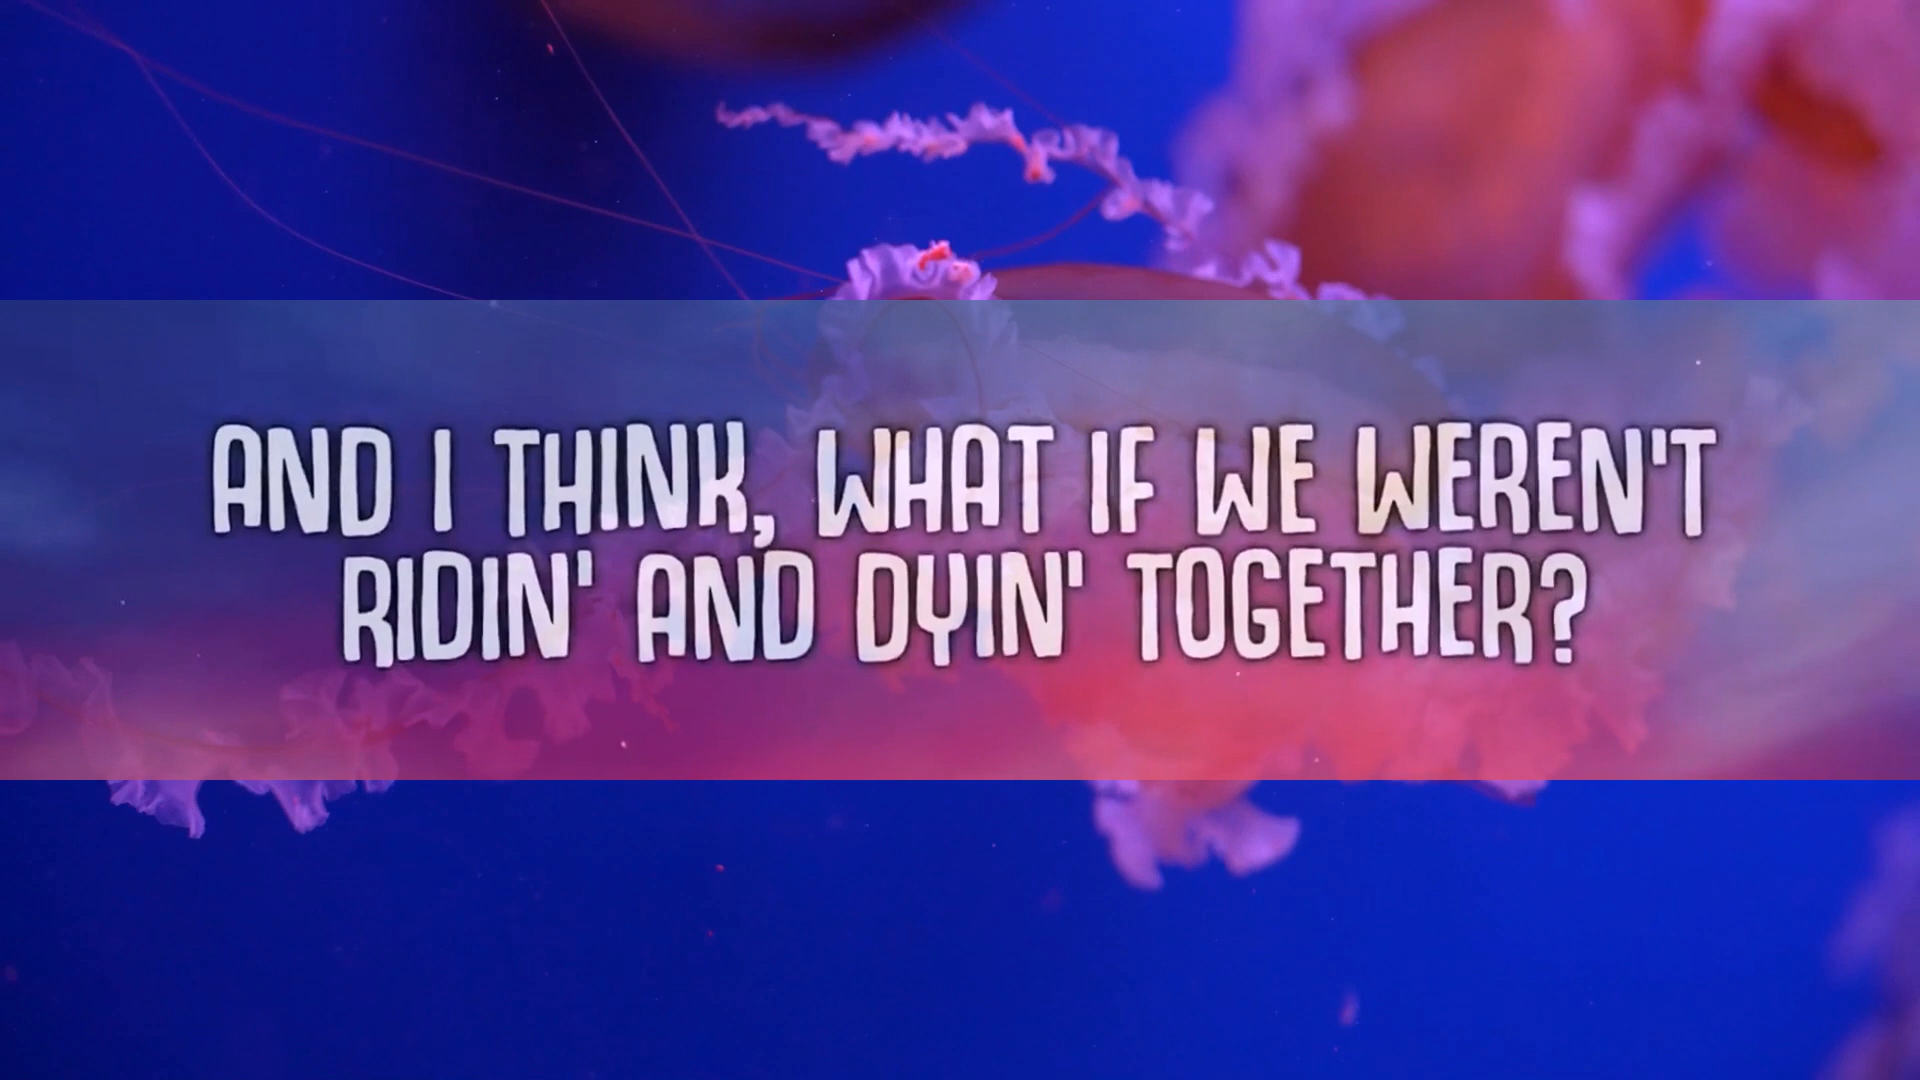 AND I THINK, WHAT IF WE WEREN'T
RIDIN' AND DYIN' TOGETHER?